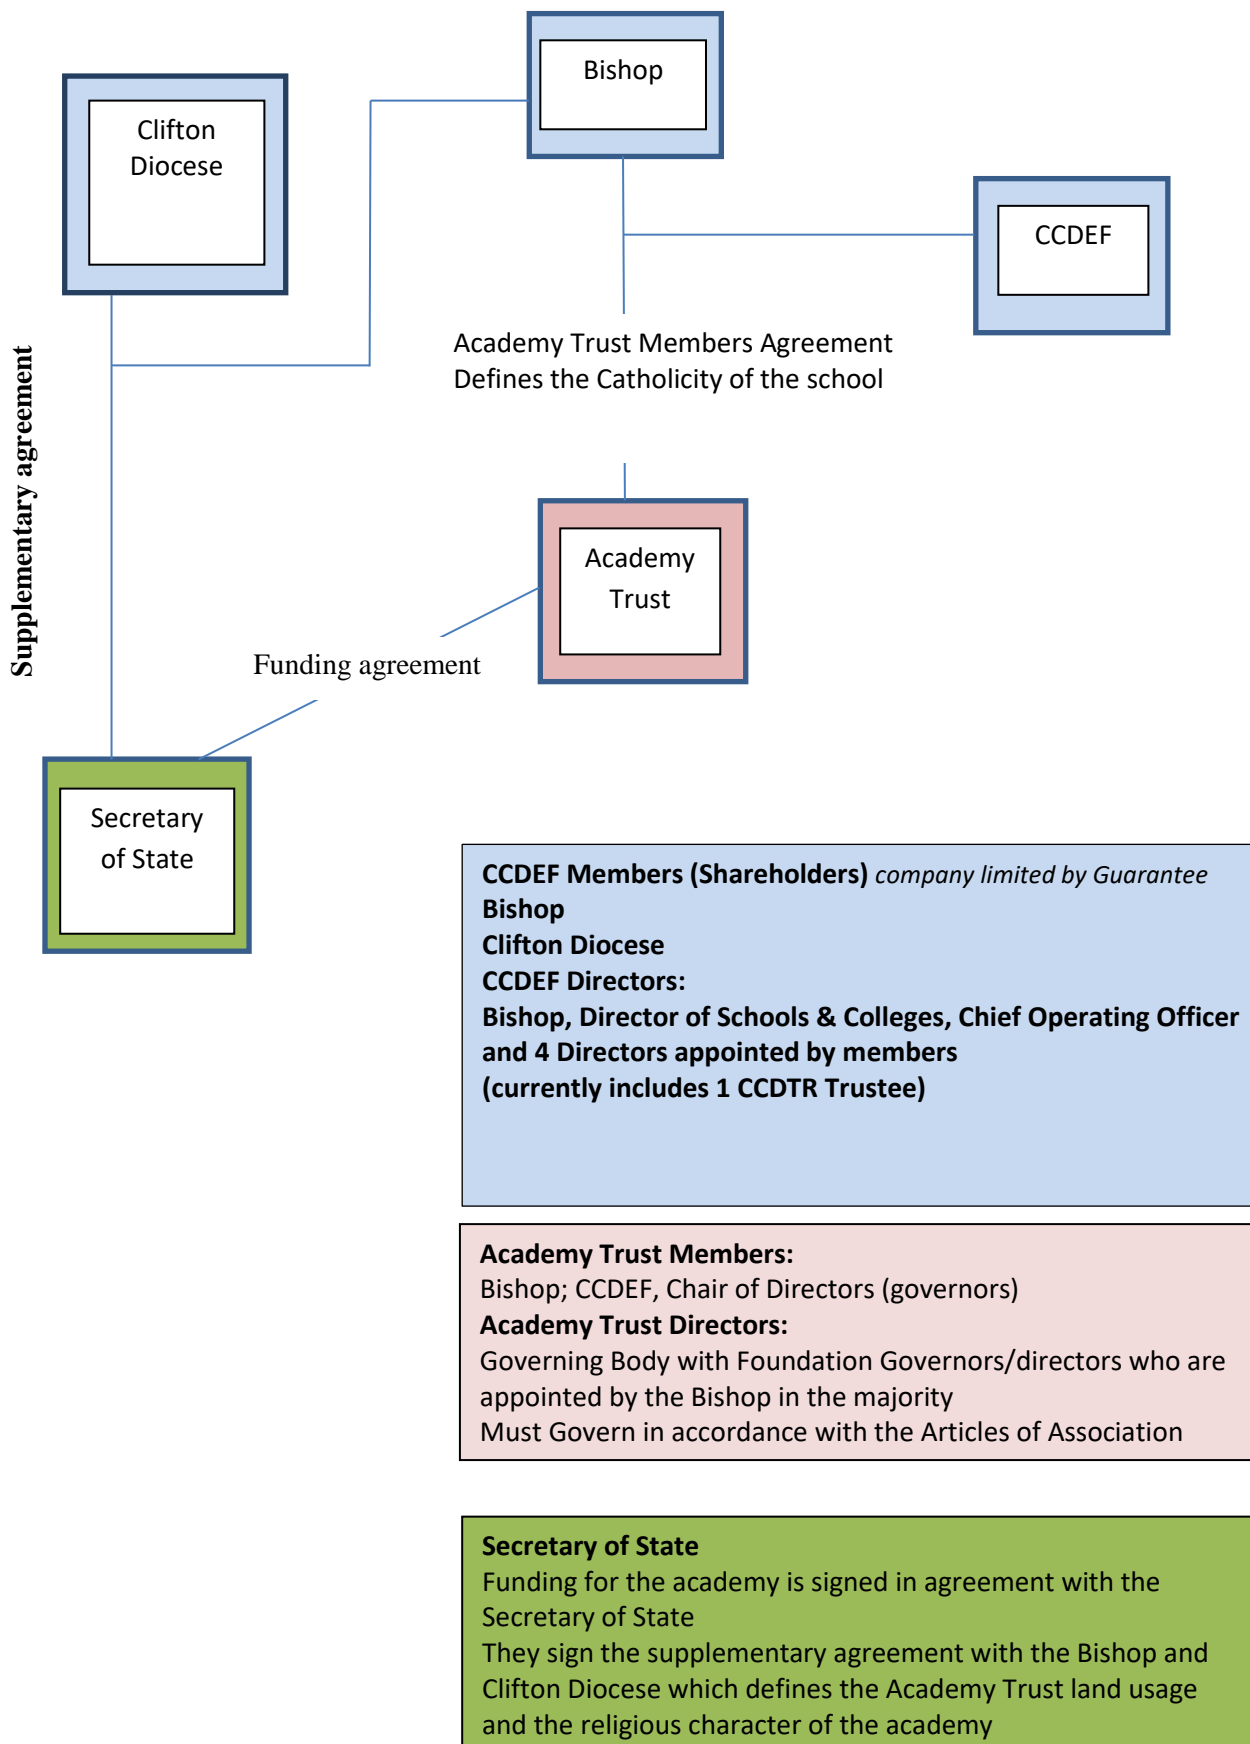 Bishop
Clifton
Diocese
CCDEF
Academy Trust Members Agreement
Defines the Catholicity of the school
Supplementary agreement
Academy
Trust
Funding agreement
Secretary
of State
CCDEF Members (Shareholders) company limited by Guarantee
Bishop
Clifton Diocese
CCDEF Directors:
Bishop, Director of Schools & Colleges, Chief Operating Officer
and 4 Directors appointed by members
(currently includes 1 CCDTR Trustee)
Academy Trust Members:
Bishop; CCDEF, Chair of Directors (governors)
Academy Trust Directors:
Governing Body with Foundation Governors/directors who are
appointed by the Bishop in the majority
Must Govern in accordance with the Articles of Association
Secretary of State
Funding for the academy is signed in agreement with the
Secretary of State
They sign the supplementary agreement with the Bishop and
Clifton Diocese which defines the Academy Trust land usage
and the religious character of the academy